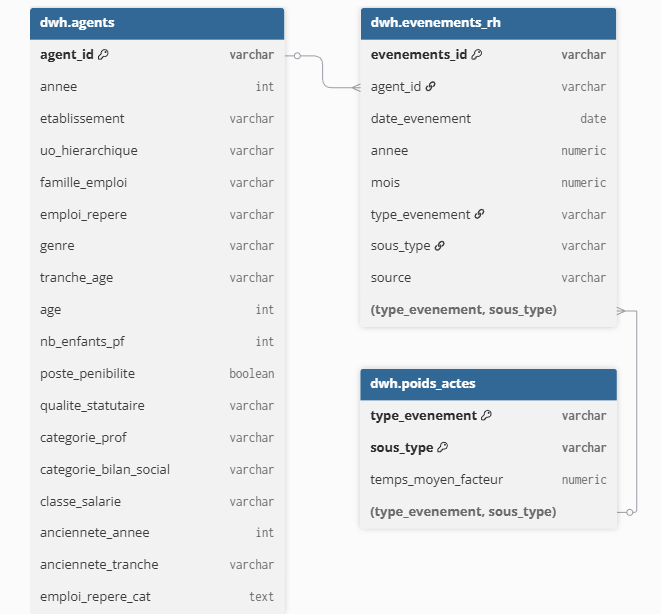 dwh.agents
agent_id varchar
annee int
etablissement varchar
uo_hierarchique varchar
famille_emploi varchar
emploi_repere varchar
genre varchar
tranche_age varchar
age int
nb_enfants_pf int
poste_penibilite boolean
qualite_statutaire varchar
categorie_prof varchar
categorie_bilan_social varchar
classe_salarie varchar
anciennete_annee int
anciennete_tranche varchar
emploi_repere_cat text
dwh.evenements_rh
evenements_id varchar
agent_id varchar
date_evenement date
annee numeric
mois numeric
type_evenement varchar
sous_type varchar
source varchar
(type_evenement, sous_type)
dwh.poids_actes
type_evenement varchar
sous_type varchar
temps_moyen_facteur numeric
(type_evenement, sous_type)